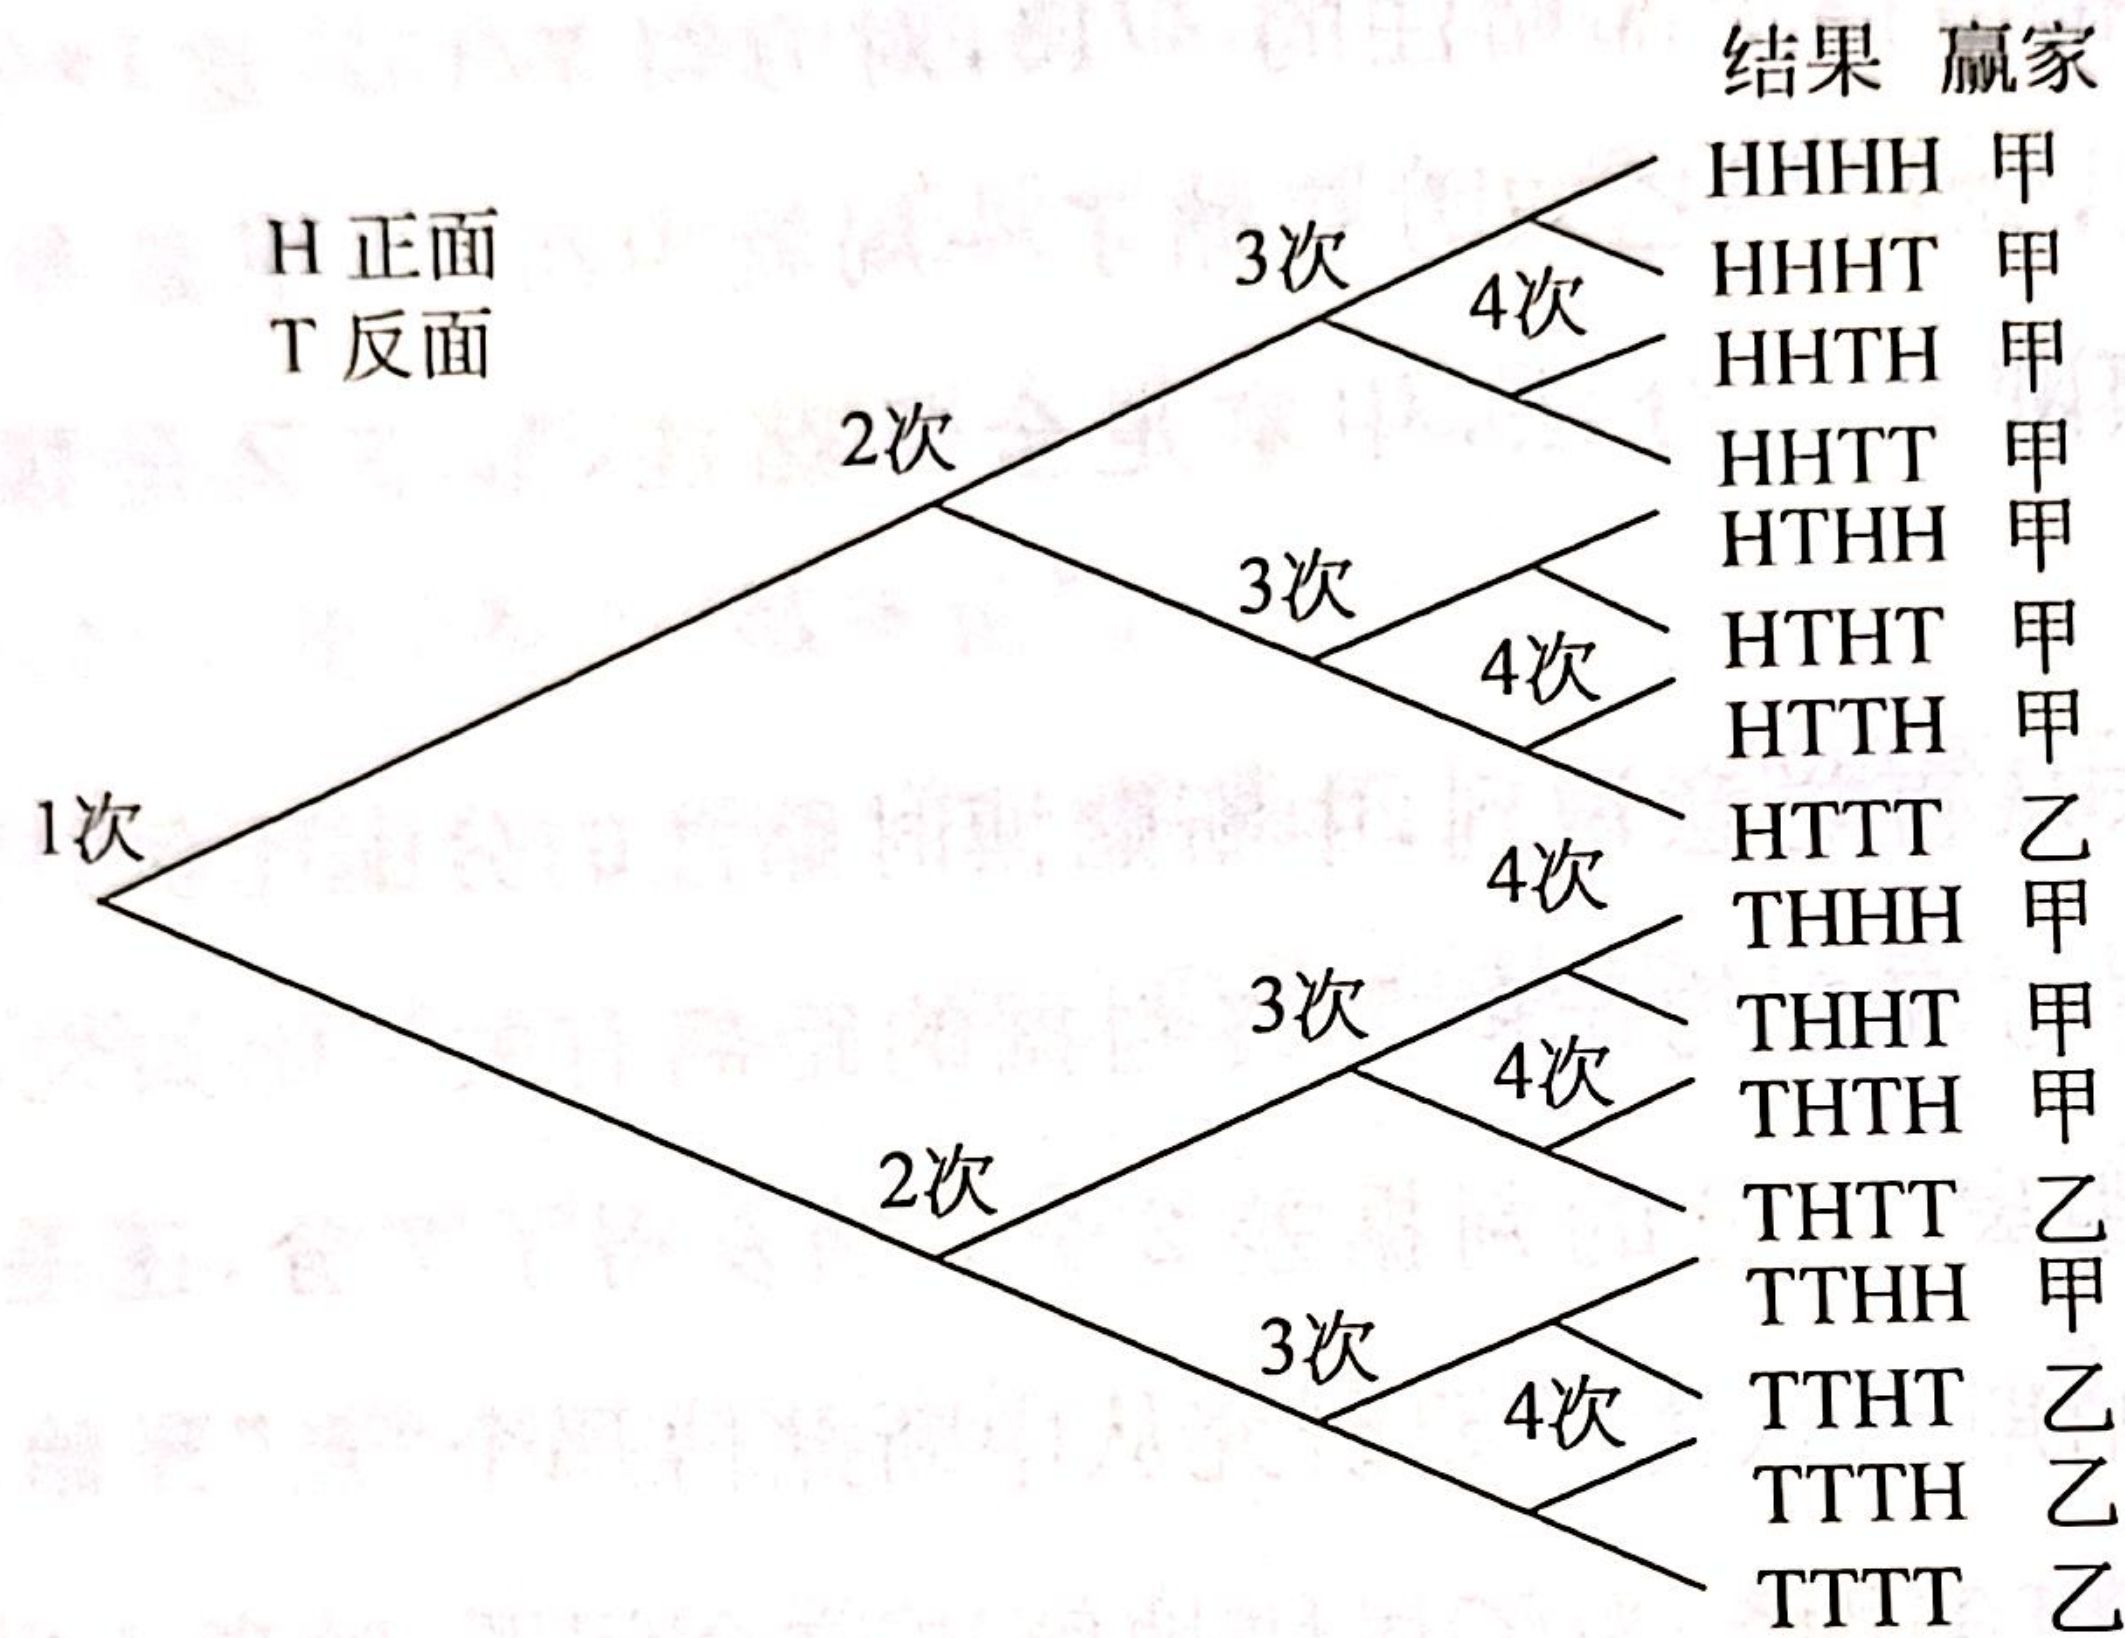 结果 赢家
HHHH 甲
H 正面
3次
HHHT 甲
4次
T 反面
HHTH 甲
2次
HHTT 甲
HTHH 甲
3次
HTHT 甲
4次
HTTH 甲
1次
HTTT 乙
4次
THHH 甲
3次
THHT 甲
4次
THTH 甲
2次
THTT 乙
TTHH 甲
3次
TTHT 乙
4次
TTTH 乙
TTTT 乙